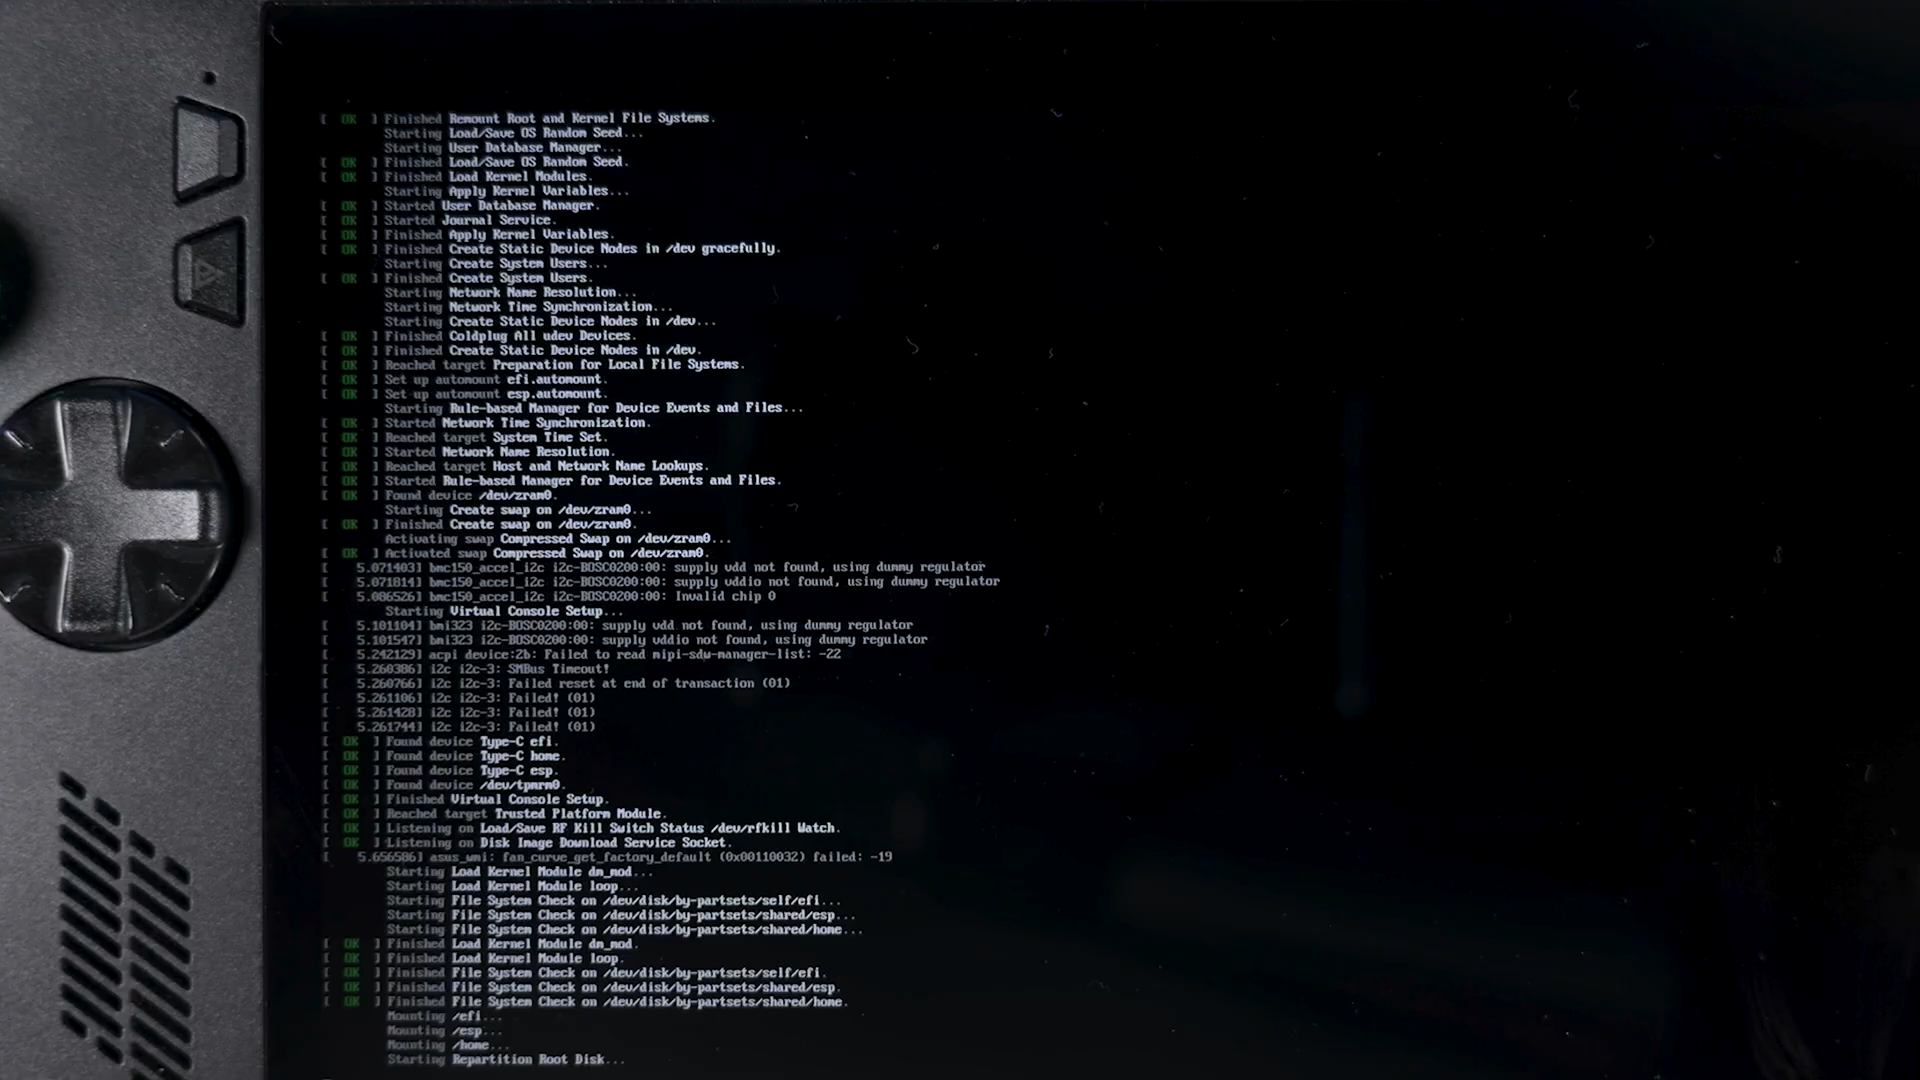 [  OK  ] Finished Remount Root and Kernel File Systems.
Starting Load/Save OS Random Seed...
Starting User Database Manager...
[  OK  ] Finished Load/Save OS Random Seed.
[  OK  ] Finished Load Kernel Modules.
Starting Apply Kernel Variables...
[  OK  ] Started User Database Manager.
[  OK  ] Started Journal Service.
[  OK  ] Finished Apply Kernel Variables.
[  OK  ] Finished Create Static Device Nodes in /dev gracefully.
Starting Create System Users...
[  OK  ] Finished Create System Users.
Starting Network Name Resolution...
Starting Network Time Synchronization...
Starting Create Static Device Nodes in /dev...
[  OK  ] Finished Coldplug All udev Devices.
[  OK  ] Finished Create Static Device Nodes in /dev.
[  OK  ] Reached target Preparation for Local File Systems.
[  OK  ] Set up automount efi.automount.
[  OK  ] Set up automount esp.automount.
Starting Rule-based Manager for Device Events and Files...
[  OK  ] Started Network Time Synchronization.
[  OK  ] Reached target System Time Set.
[  OK  ] Started Network Name Resolution.
[  OK  ] Reached target Host and Network Name Lookups.
[  OK  ] Started Rule-based Manager for Device Events and Files.
[  OK  ] Found device /dev/zram0.
Starting Create swap on /dev/zram0...
[  OK  ] Finished Create swap on /dev/zram0.
Activating swap Compressed Swap on /dev/zram0...
[  OK  ] Activated swap Compressed Swap on /dev/zram0.
[    5.071403] bmc150_accel_i2c i2c-BOSC0200:00: supply vdd not found, using dummy regulator
[    5.071814] bmc150_accel_i2c i2c-BOSC0200:00: supply vddio not found, using dummy regulator
[    5.086526] bmc150_accel_i2c i2c-BOSC0200:00: Invalid chip 0
Starting Virtual Console Setup...
[    5.101104] bmi323 i2c-BOSC0200:00: supply vdd not found, using dummy regulator
[    5.101547] bmi323 i2c-BOSC0200:00: supply vddio not found, using dummy regulator
[    5.242129] acpi device:2b: Failed to read mipi-sdw-manager-list: -22
[    5.260386] i2c i2c-3: SMBus Timeout!
[    5.260766] i2c i2c-3: Failed reset at end of transaction (01)
[    5.261106] i2c i2c-3: Failed! (01)
[    5.261428] i2c i2c-3: Failed! (01)
[    5.261744] i2c i2c-3: Failed! (01)
[  OK  ] Found device Type-C efi.
[  OK  ] Found device Type-C home.
[  OK  ] Found device Type-C esp.
[  OK  ] Found device /dev/tpmrm0.
[  OK  ] Finished Virtual Console Setup.
[  OK  ] Reached target Trusted Platform Module.
[  OK  ] Listening on Load/Save RF Kill Switch Status /dev/rfkill Watch.
[  OK  ] Listening on Disk Image Download Service Socket.
[    5.656586] asus_wmi: fan_curve_get_factory_default (0x00110032) failed: -19
Starting Load Kernel Module dm_mod...
Starting Load Kernel Module loop...
Starting File System Check on /dev/disk/by-partsets/self/efi...
Starting File System Check on /dev/disk/by-partsets/shared/esp...
Starting File System Check on /dev/disk/by-partsets/shared/home...
[  OK  ] Finished Load Kernel Module dm_mod.
[  OK  ] Finished Load Kernel Module loop.
[  OK  ] Finished File System Check on /dev/disk/by-partsets/self/efi.
[  OK  ] Finished File System Check on /dev/disk/by-partsets/shared/esp.
[  OK  ] Finished File System Check on /dev/disk/by-partsets/shared/home.
Mounting /efi...
Mounting /esp...
Mounting /home...
Starting Repartition Root Disk...